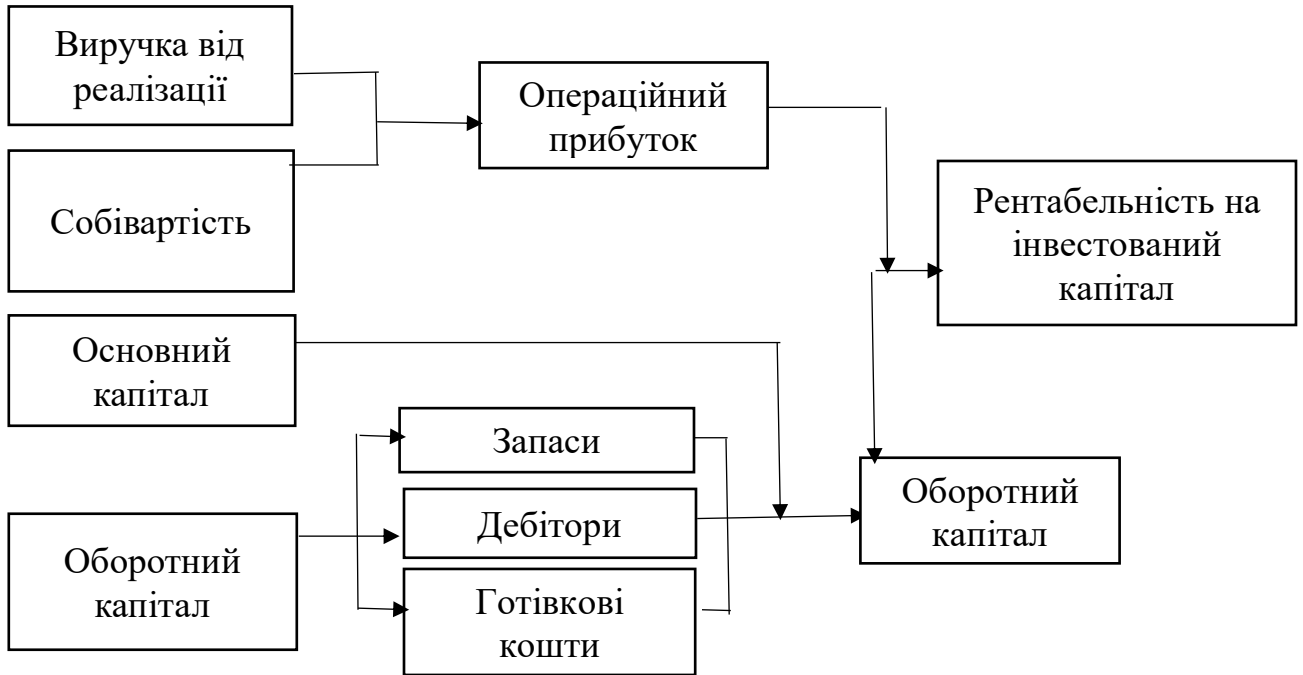 Виручка від
реалізації
Операційний
прибуток
Собівартість
Рентабельність на
інвестований
капітал
Основний
капітал
Запаси
Дебітори
Готівкові
кошти
Оборотний
капітал
Оборотний
капітал